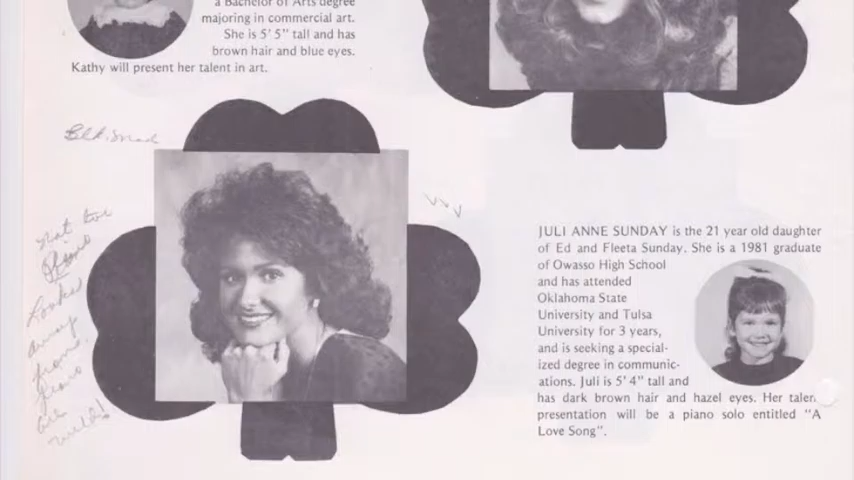 a Bachelor of Arts degree
majoring in commercial art.
She is 5' 5" tall and has
brown hair and blue eyes.
Kathy will present her talent in art.
JULI ANNE SUNDAY is the 21 year old daughter
of Ed and Fleeta Sunday. She is a 1981 graduate
of Owasso High School
and has attended
Oklahoma State
University and Tulsa
University for 3 years,
and is seeking a special-
ized degree in communic-
ations. Juli is 5' 4" tall and
has dark brown hair and hazel eyes. Her talen
presentation will be a piano solo entitled "A
Love Song".
Not
Piano
Looked
away
from
piano